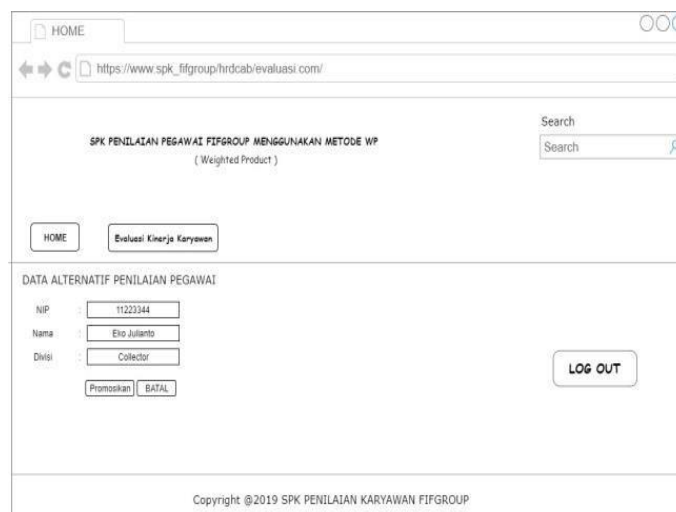 HOME
https://www.spk_fifgroup/hrdcab/evaluasi.com/
Search
SPK PENILAIAN PEGAWAI FIFGROUP MENGGUNAKAN METODE WP
( Weighted Product )
Search
HOME
Evaluasi Kinerja Karyawan
DATA ALTERNATIF PENILAIAN PEGAWAI
NIP : 11223344
Nama : Eko Julianto
Divisi : Collector
Promosikan BATAL
LOG OUT
Copyright @2019 SPK PENILAIAN KARYAWAN FIFGROUP